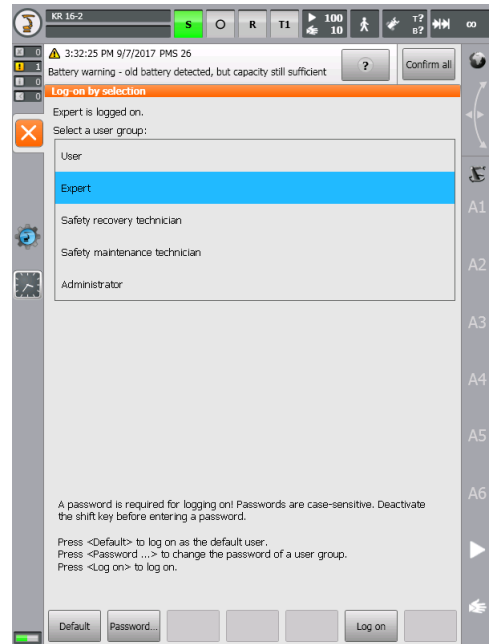 KR 16-2
S
O
R
T1
100
10
T?
B?
∞
0
1
0
0
3:32:25 PM 9/7/2017 PMS 26
Battery warning - old battery detected, but capacity still sufficient
?
Confirm all
Log-on by selection
Expert is logged on.
Select a user group:
User
Expert
Safety recovery technician
Safety maintenance technician
Administrator
A1
A2
A3
A4
A5
A6
A password is required for logging on! Passwords are case-sensitive. Deactivate
the shift key before entering a password.
Press <Default> to log on as the default user.
Press <Password ...> to change the password of a user group.
Press <Log on> to log on.
Default
Password...
Log on